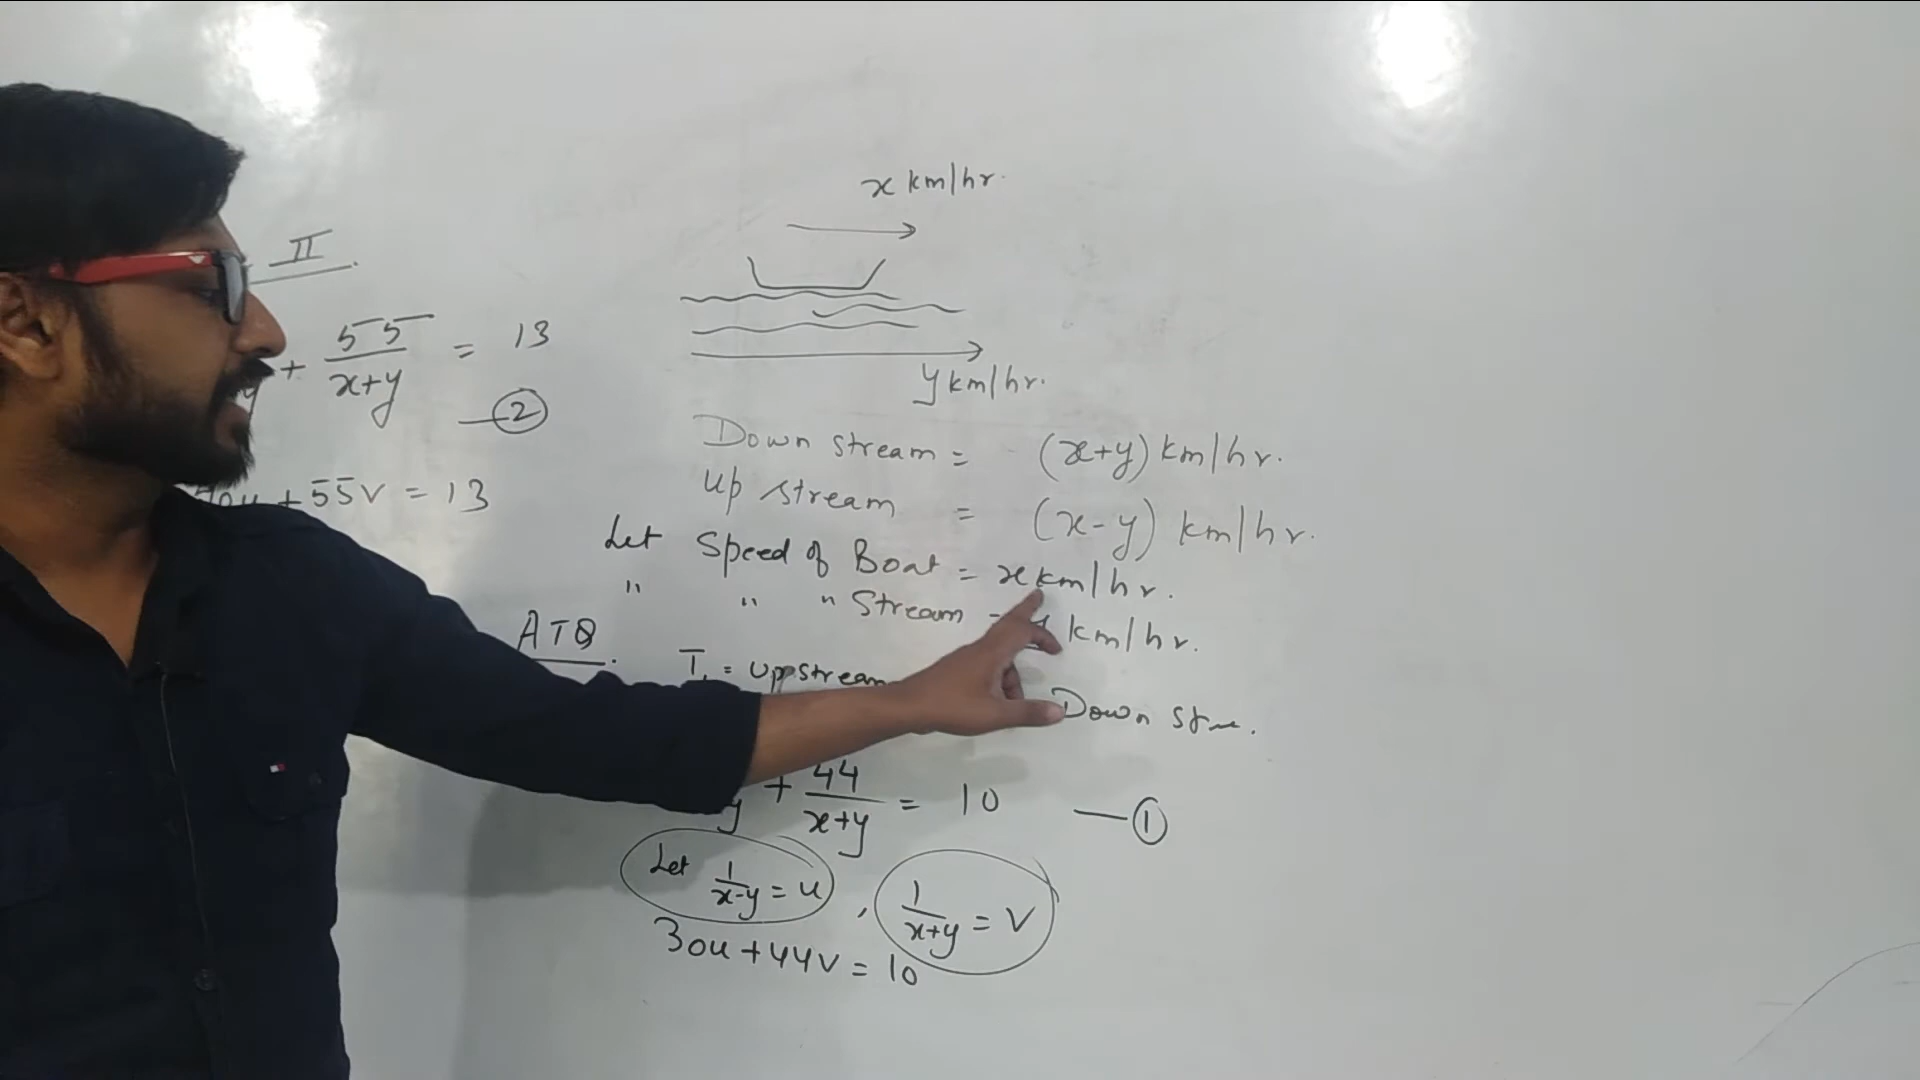 II
+ 55/x+y = 13
—②
40u + 55v = 13
x km/hr.
y km/hr.
Down stream = (x+y) km/hr.
Up stream = (x-y) km/hr.
Let Speed of Boat = x km/hr.
" " " Stream = y km/hr.
ATQ
T₁ = upstream
Down stre.
y + 44/x+y = 10 —①
Let 1/x-y = u, 1/x+y = v
30u + 44v = 10